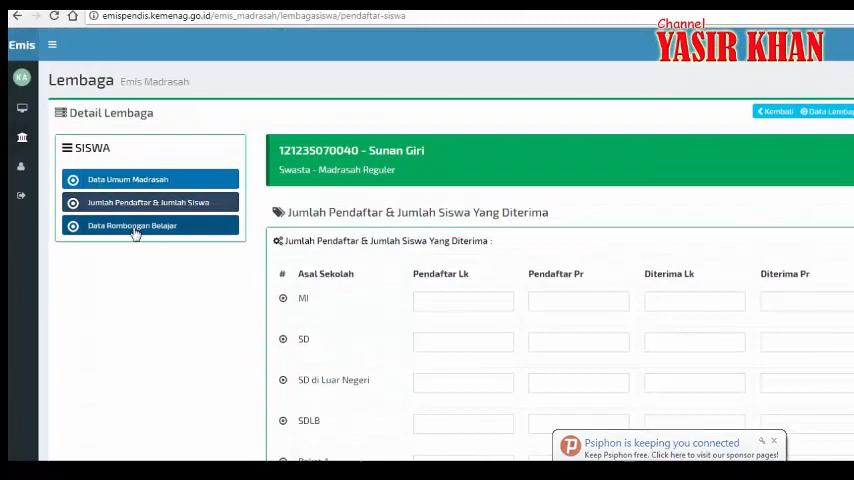 emispendis.kemenag.go.id/emis_madrasah/lembagasiswa/pendaftar-siswa
Channel
YASIR KHAN
Emis
KA
Lembaga Emis Madrasah
Detail Lembaga
Kembali
Data Lembag
SISWA
Data Umum Madrasah
Jumlah Pendaftar & Jumlah Siswa
Data Rombongan Belajar
121235070040 - Sunan Giri
Swasta - Madrasah Reguler
Jumlah Pendaftar & Jumlah Siswa Yang Diterima
Jumlah Pendaftar & Jumlah Siswa Yang Diterima :
# Asal Sekolah Pendaftar Lk Pendaftar Pr Diterima Lk Diterima Pr
MI
SD
SD di Luar Negeri
SDLB
Psiphon is keeping you connected
Keep Psiphon free. Click here to visit our sponsor pages!